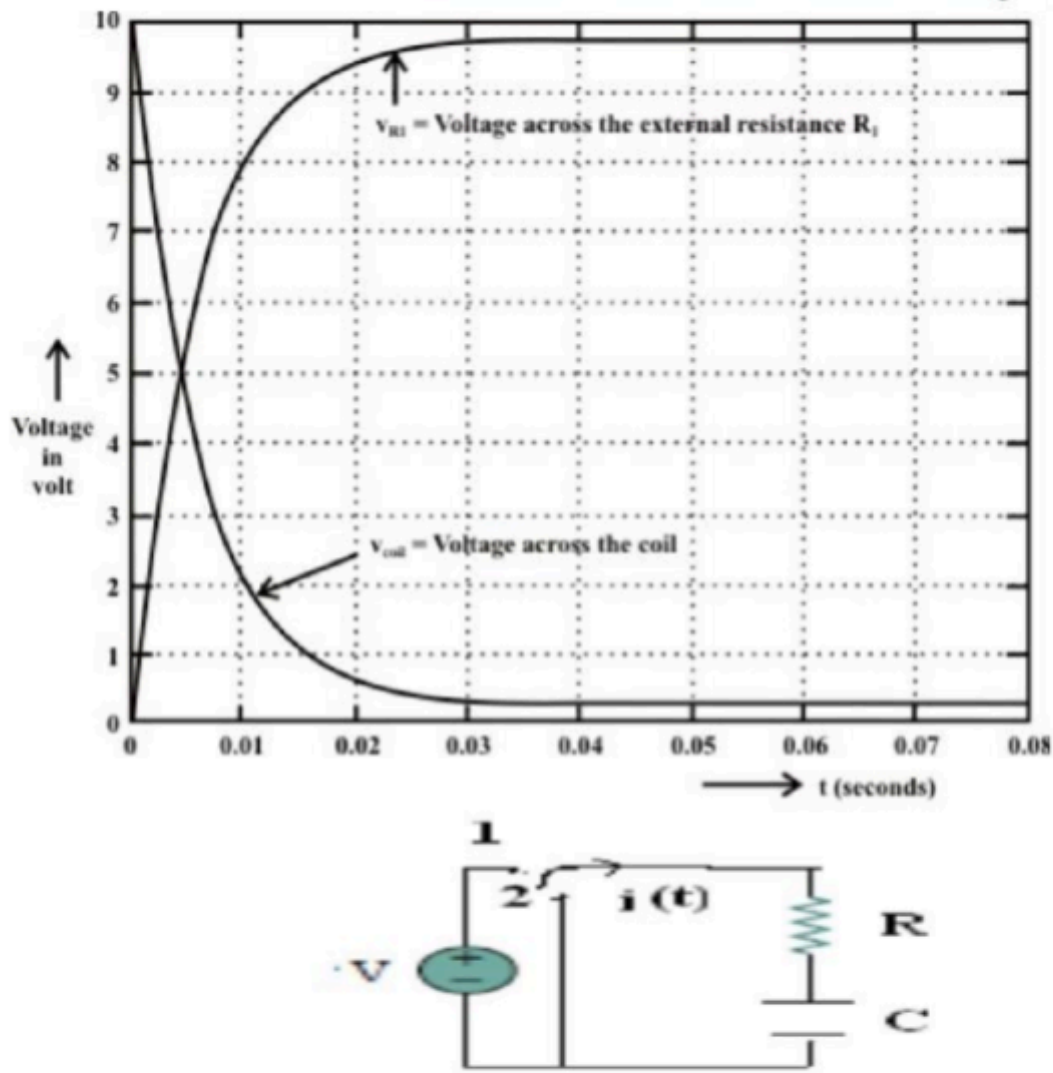 10
9
8
7
6
5
4
3
2
1
0
v_R1 = Voltage across the external resistance R₁
Voltage
in
volt
v_coil = Voltage across the coil
0 0.01 0.02 0.03 0.04 0.05 0.06 0.07 0.08
t (seconds)
1
2
i (t)
R
V
+
−
C